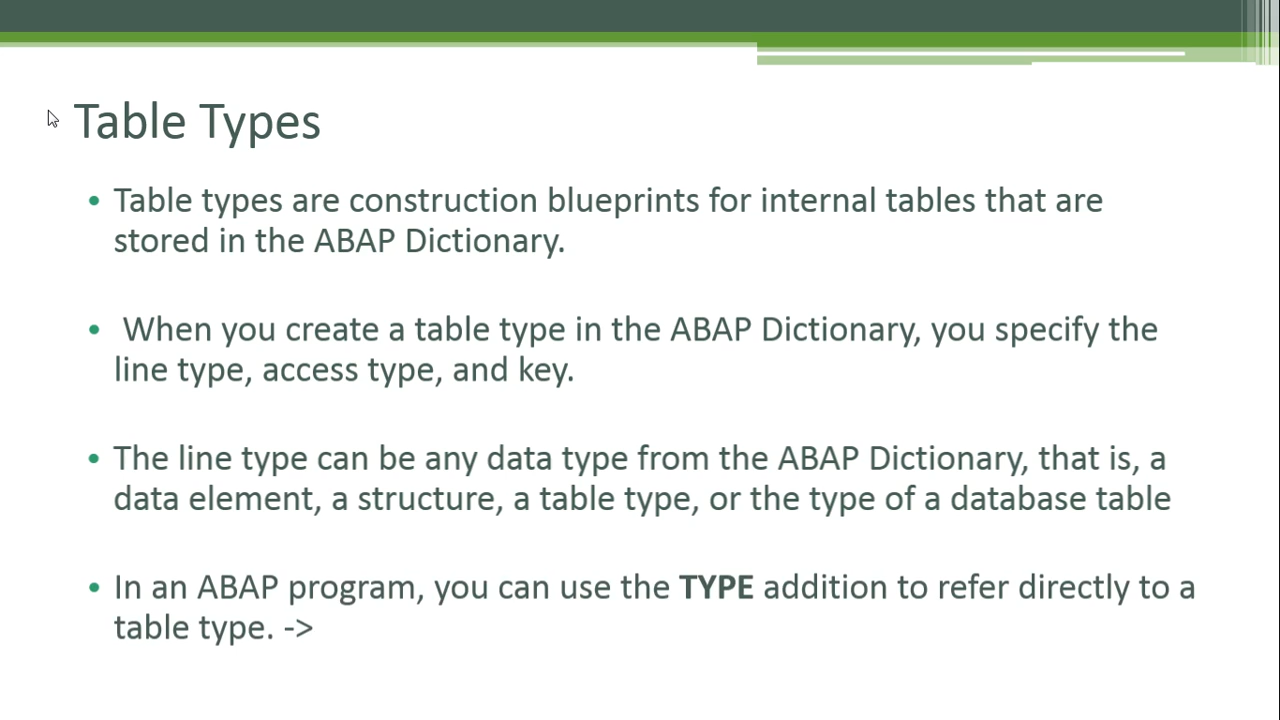 Table Types
• Table types are construction blueprints for internal tables that are
stored in the ABAP Dictionary.
• When you create a table type in the ABAP Dictionary, you specify the
line type, access type, and key.
• The line type can be any data type from the ABAP Dictionary, that is, a
data element, a structure, a table type, or the type of a database table
• In an ABAP program, you can use the TYPE addition to refer directly to a
table type. ->